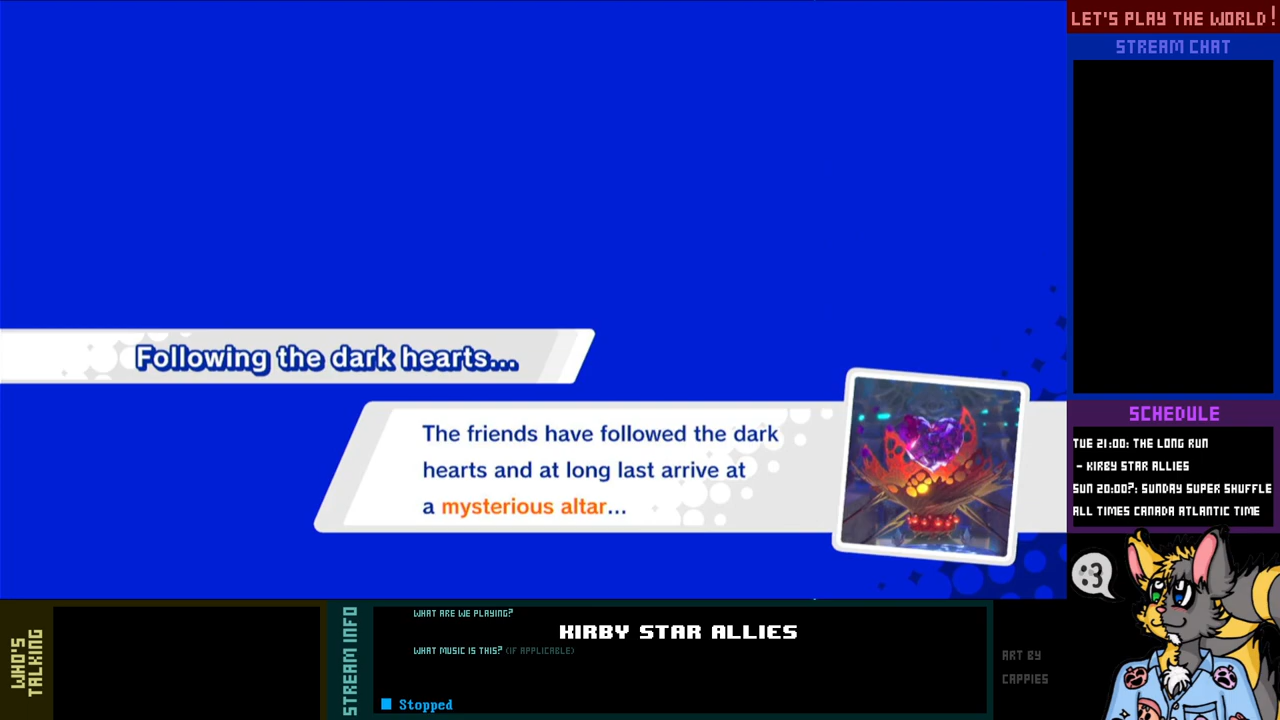 LET'S PLAY THE WORLD!
STREAM CHAT
Following the dark hearts...
The friends have followed the dark
hearts and at long last arrive at
a mysterious altar...
SCHEDULE
TUE 21:00: THE LONG RUN
- KIRBY STAR ALLIES
SUN 20:00?: SUNDAY SUPER SHUFFLE
ALL TIMES CANADA ATLANTIC TIME
:3
WHO'S
TALKING
STREAM INFO
WHAT ARE WE PLAYING?
KIRBY STAR ALLIES
WHAT MUSIC IS THIS? (IF APPLICABLE)
Stopped
ART BY
CAPPIES